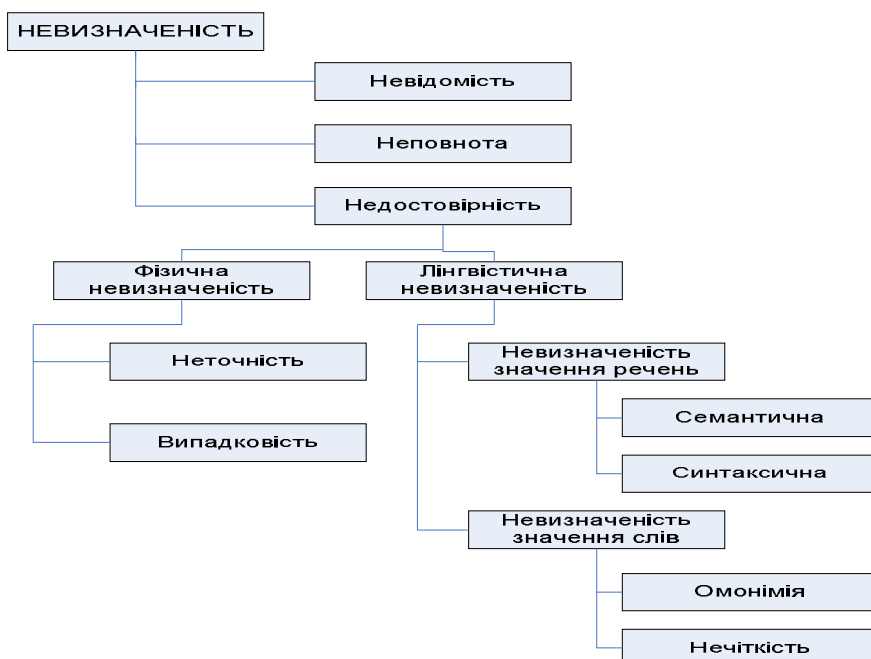 НЕВИЗНАЧЕНІСТЬ
Невідомість
Неповнота
Недостовірність
Фізична
невизначеність
Лінгвістична
невизначеність
Неточність
Випадковість
Невизначеність
значення речень
Семантична
Синтаксична
Невизначеність
значення слів
Омонімія
Нечіткість